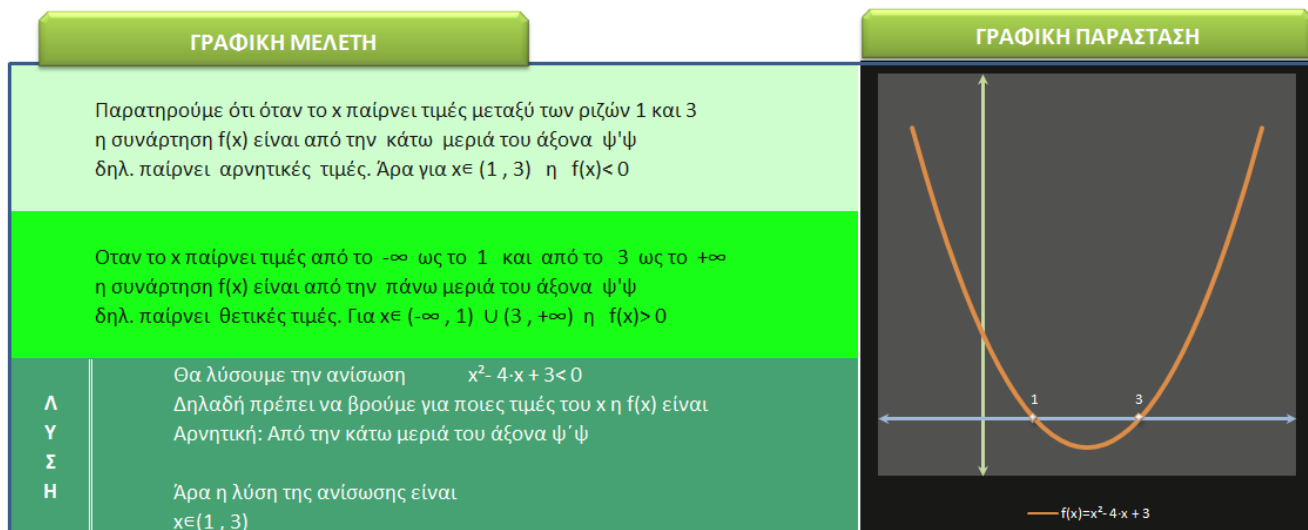 ΓΡΑΦΙΚΗ ΜΕΛΕΤΗ
Παρατηρούμε ότι όταν το x παίρνει τιμές μεταξύ των ριζών 1 και 3
η συνάρτηση f(x) είναι από την κάτω μεριά του άξονα ψ'ψ
δηλ. παίρνει αρνητικές τιμές. Άρα για x∈ (1 , 3) η f(x)< 0
Οταν το x παίρνει τιμές από το -∞ ως το 1 και από το 3 ως το +∞
η συνάρτηση f(x) είναι από την πάνω μεριά του άξονα ψ'ψ
δηλ. παίρνει θετικές τιμές. Για x∈ (-∞ , 1) ∪ (3 , +∞) η f(x)> 0
ΛΥΣΗ
Θα λύσουμε την ανίσωση x²- 4·x + 3< 0
Δηλαδή πρέπει να βρούμε για ποιες τιμές του x η f(x) είναι
Αρνητική: Από την κάτω μεριά του άξονα ψ΄ψ
Άρα η λύση της ανίσωσης είναι
x∈(1 , 3)
ΓΡΑΦΙΚΗ ΠΑΡΑΣΤΑΣΗ
1 3
f(x)=x²- 4·x + 3